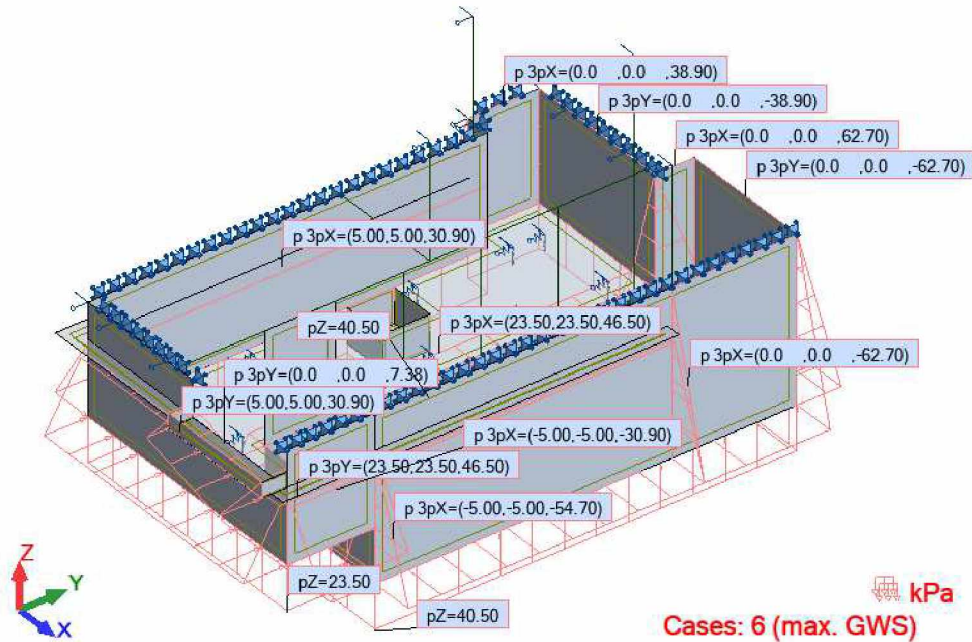 p 3pX=(0.0 ,0.0 ,38.90)
p 3pY=(0.0 ,0.0 ,-38.90)
p 3pX=(0.0 ,0.0 ,62.70)
p 3pY=(0.0 ,0.0 ,-62.70)
p 3pX=(5.00,5.00,30.90)
pZ=40.50
p 3pX=(23.50,23.50,46.50)
p 3pX=(0.0 ,0.0 ,-62.70)
p 3pY=(0.0 ,0.0 ,7.38)
p 3pY=(5.00,5.00,30.90)
p 3pX=(-5.00,-5.00,-30.90)
p 3pY=(23.50,23.50,46.50)
p 3pX=(-5.00,-5.00,-54.70)
Z
Y
X
pZ=23.50
pZ=40.50
kPa
Cases: 6 (max. GWS)